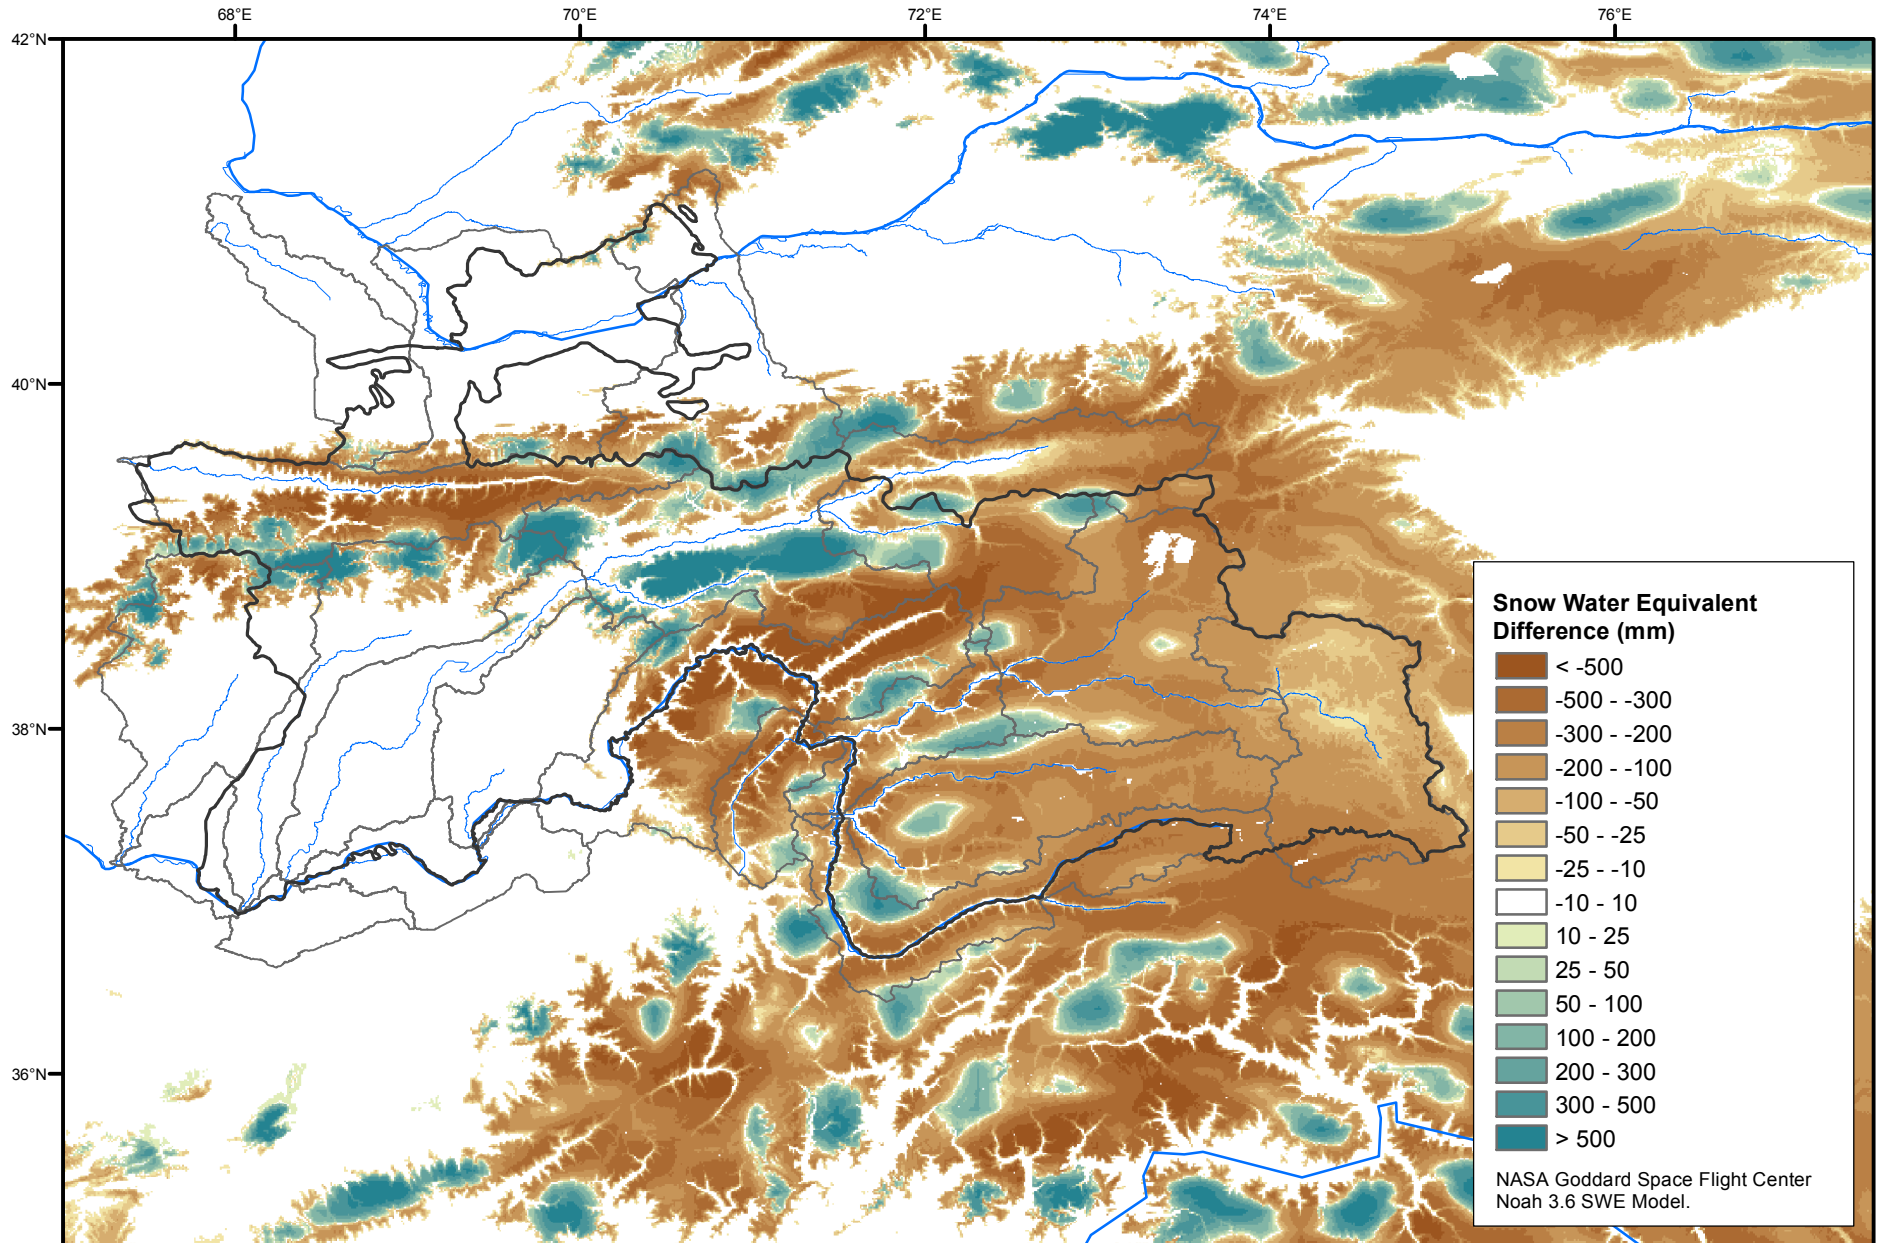 68°E
70°E
72°E
74°E
76°E
42°N
40°N
38°N
36°N
Snow Water Equivalent
Difference (mm)
< -500
-500 - -300
-300 - -200
-200 - -100
-100 - -50
-50 - -25
-25 - -10
-10 - 10
10 - 25
25 - 50
50 - 100
100 - 200
200 - 300
300 - 500
> 500
NASA Goddard Space Flight Center
Noah 3.6 SWE Model.